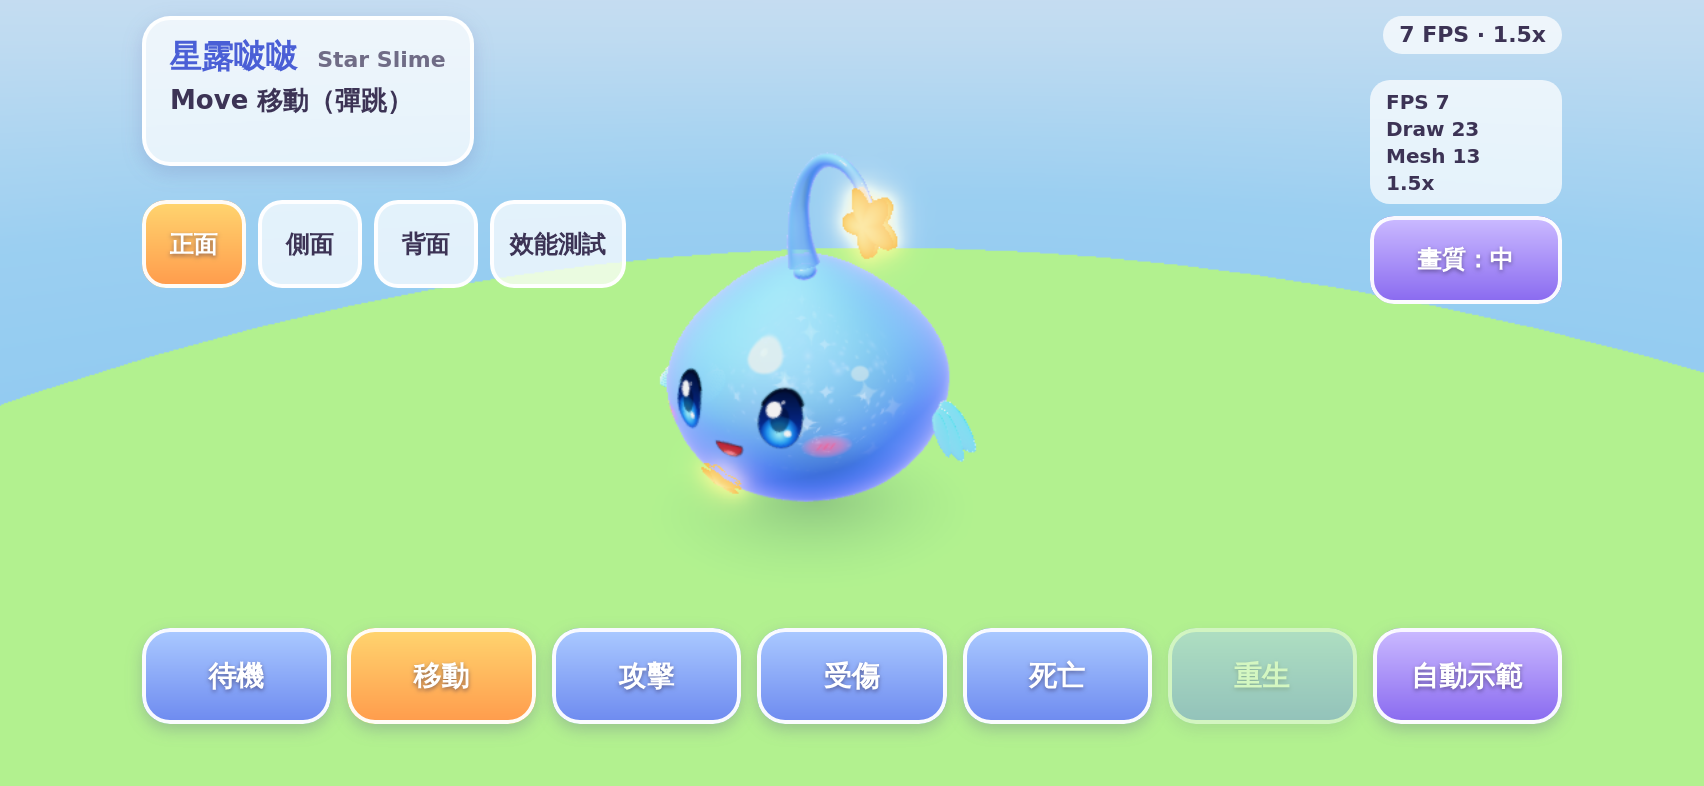 星露啵啵 Star Slime
Move 移動（彈跳）
7 FPS · 1.5x
FPS 7
Draw 23
Mesh 13
1.5x
正面
側面
背面
效能測試
畫質：中
待機
移動
攻擊
受傷
死亡
重生
自動示範